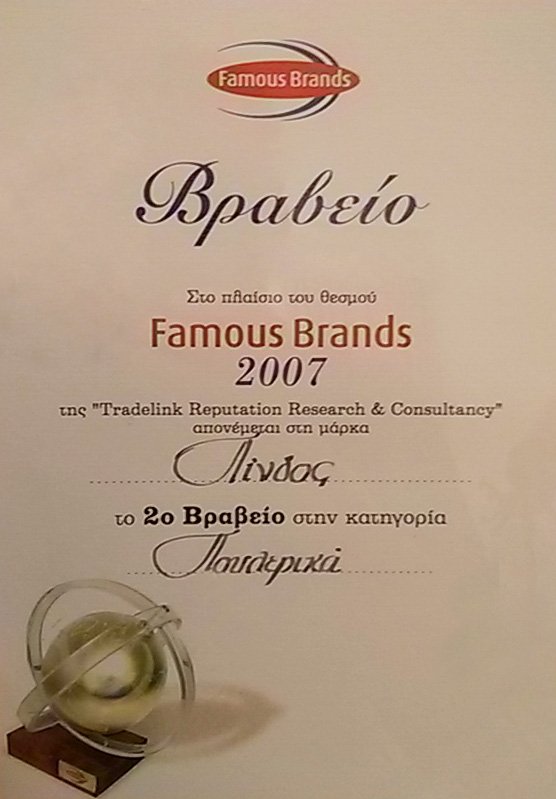 Famous Brands
Βραβείο
Στο πλαίσιο του θεσμού
Famous Brands
2007
της "Tradelink Reputation Research & Consultancy"
απονέμεται στη μάρκα
Λίνδος
το 2ο Βραβείο στην κατηγορία
Πουλερικά